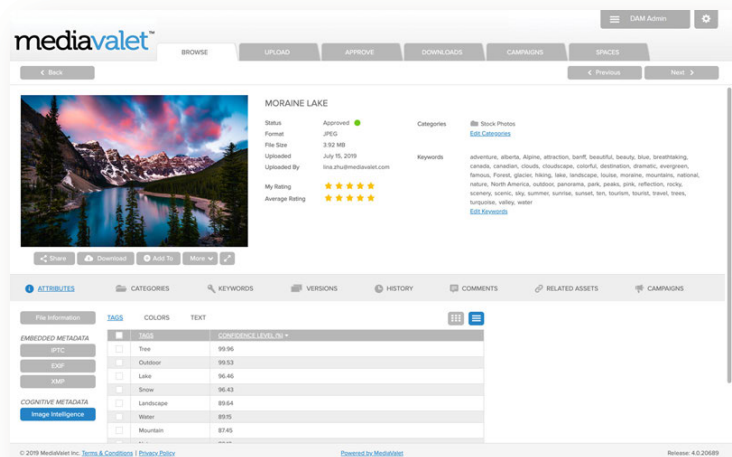 DAM Admin
mediavalet™
BROWSE
UPLOAD
APPROVE
DOWNLOADS
CAMPAIGNS
SPACES
Back
Previous
Next
MORAINE LAKE
Status Approved
Format JPEG
File Size 3.92 MB
Uploaded July 15, 2019
Uploaded By lina.zhu@mediavalet.com
My Rating
Average Rating
Categories Stock Photos
Edit Categories
Keywords adventure, alberta, Alpine, attraction, banff, beautiful, beauty, blue, breathtaking,
canada, canadian, clouds, cloudscape, colorful, destination, dramatic, evergreen,
famous, Forest, glacier, hiking, lake, landscape, louise, moraine, mountains, national,
nature, North America, outdoor, panorama, park, peaks, pink, reflection, rocky,
scenery, scenic, sky, summer, sunrise, sunset, ten, tourism, tourist, travel, trees,
turquoise, valley, water
Edit Keywords
Share
Download
Add To
More
ATTRIBUTES
CATEGORIES
KEYWORDS
VERSIONS
HISTORY
COMMENTS
RELATED ASSETS
CAMPAIGNS
File Information
EMBEDDED METADATA
IPTC
EXIF
XMP
COGNITIVE METADATA
Image Intelligence
TAGS COLORS TEXT
TAGS CONFIDENCE LEVEL (%)
Tree 99.96
Outdoor 99.53
Lake 96.46
Snow 96.43
Landscape 89.64
Water 89.15
Mountain 87.45
© 2019 MediaValet Inc. Terms & Conditions | Privacy Policy
Powered by MediaValet
Release: 4.0.20689